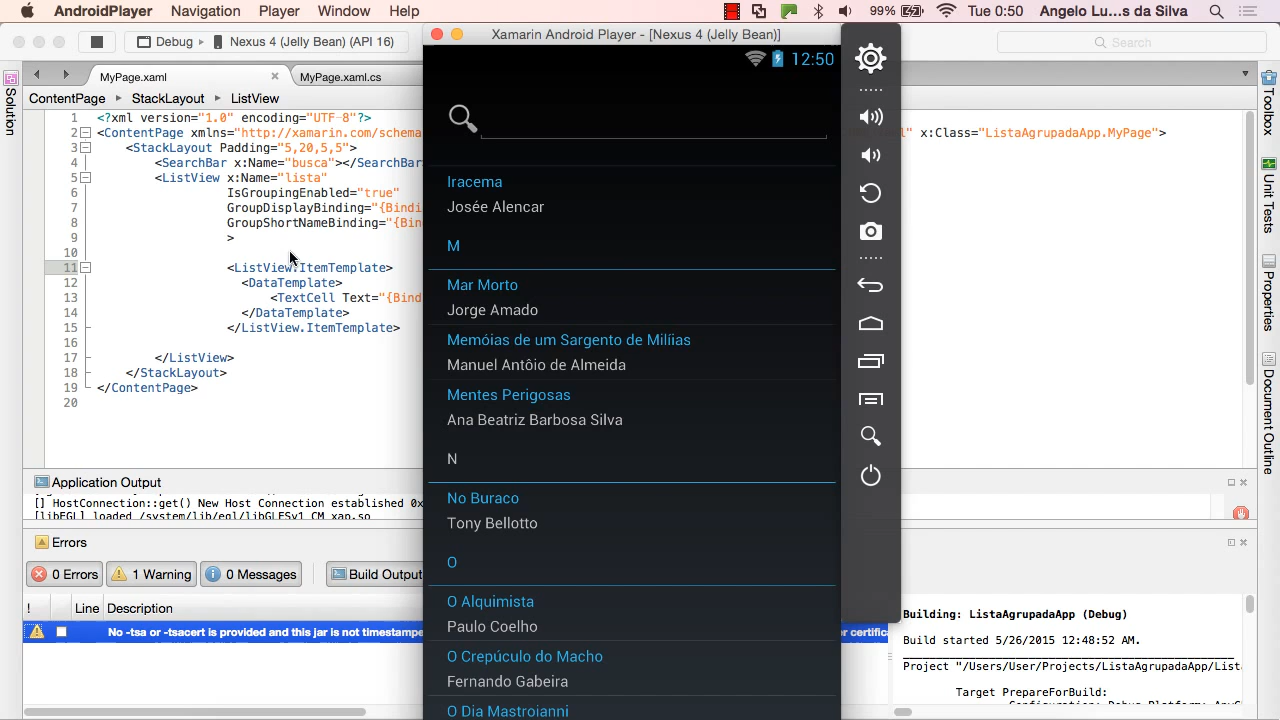 AndroidPlayer Navigation Player Window Help
99% Tue 0:50 Angelo Lu...s da Silva
Debug Nexus 4 (Jelly Bean) (API 16)
Xamarin Android Player - [Nexus 4 (Jelly Bean)]
Search
MyPage.xaml
MyPage.xaml.cs
ContentPage StackLayout ListView
Solution
1 <?xml version="1.0" encoding="UTF-8"?>
2 <ContentPage xmlns="http://xamarin.com/schema
" x:Class="ListaAgrupadaApp.MyPage">
3 <StackLayout Padding="5,20,5,5">
4 <SearchBar x:Name="busca"></SearchBar
5 <ListView x:Name="lista"
6 IsGroupingEnabled="true"
7 GroupDisplayBinding="{Bindi
8 GroupShortNameBinding="{Bin
9 >
10
11 <ListView.ItemTemplate>
12 <DataTemplate>
13 <TextCell Text="{Bind
14 </DataTemplate>
15 </ListView.ItemTemplate>
16
17 </ListView>
18 </StackLayout>
19 </ContentPage>
20
12:50
Iracema
Josée Alencar
M
Mar Morto
Jorge Amado
Memóias de um Sargento de Milíias
Manuel Antôio de Almeida
Mentes Perigosas
Ana Beatriz Barbosa Silva
N
No Buraco
Tony Bellotto
O
O Alquimista
Paulo Coelho
O Crepúculo do Macho
Fernando Gabeira
O Dia Mastroianni
Toolbox
Unit Tests
Properties
Document Outline
Application Output
[] HostConnection::get() New Host Connection established 0x
[libEGL] loaded /system/lib/egl/libGLESv1_CM_xap.so
Errors
0 Errors 1 Warning 0 Messages Build Output
! Line Description
No -tsa or -tsacert is provided and this jar is not timestampe
or certifica
Building: ListaAgrupadaApp (Debug)
Build started 5/26/2015 12:48:52 AM.
Project "/Users/User/Projects/ListaAgrupadaApp/List
Target PrepareForBuild: